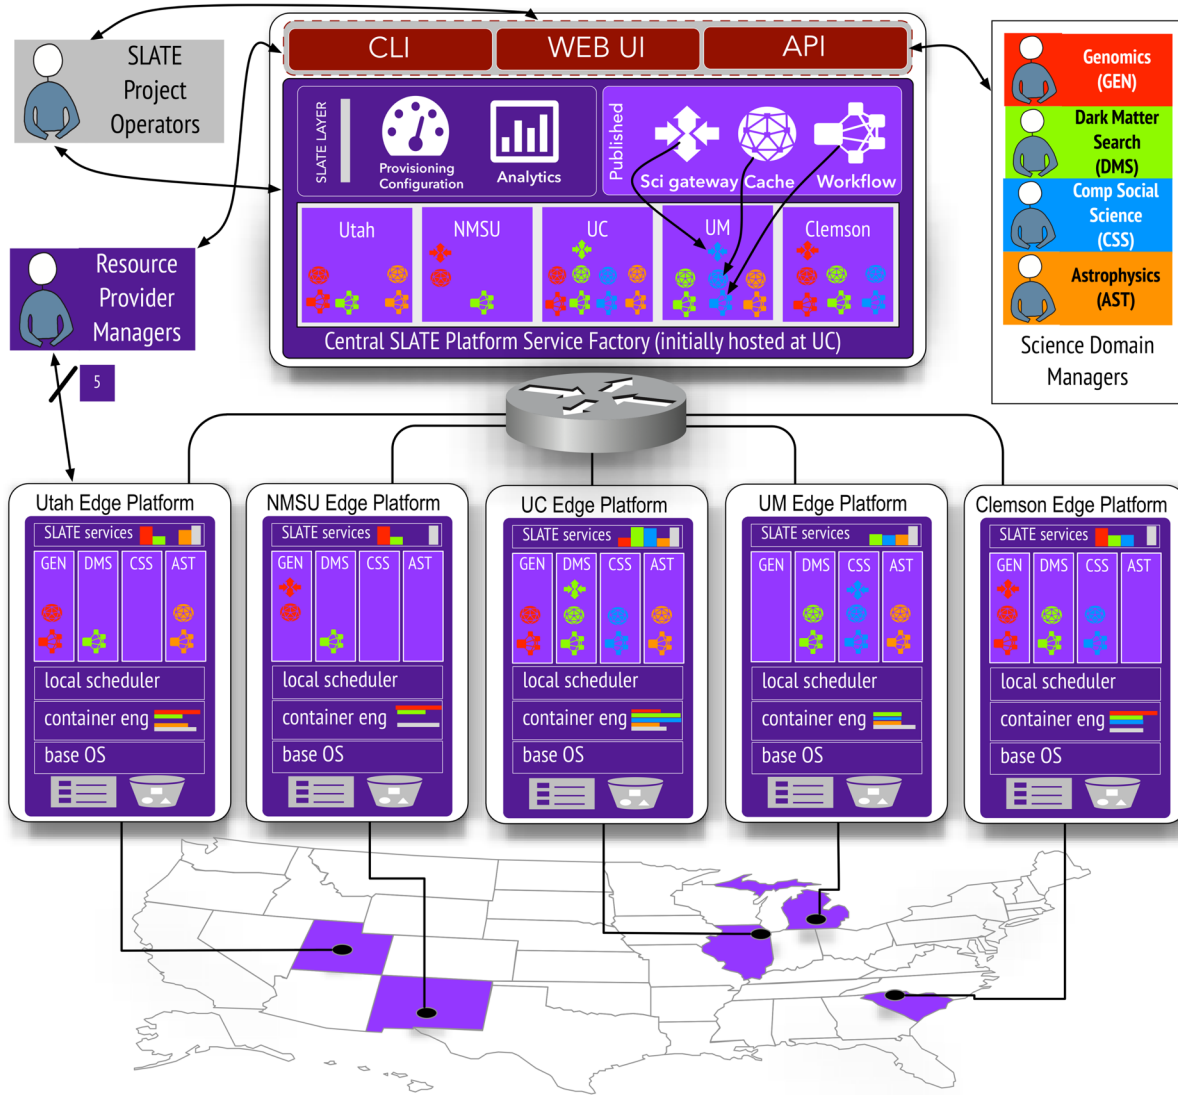 CLI
WEB UI
API
SLATE
Project
Operators
Genomics
(GEN)
Dark Matter
Search
(DMS)
Comp Social
Science
(CSS)
Astrophysics
(AST)
Science Domain
Managers
SLATE LAYER
Provisioning
Configuration
Analytics
Published
Sci gateway
Cache
Workflow
Resource
Provider
Managers
5
Utah
NMSU
UC
UM
Clemson
Central SLATE Platform Service Factory (initially hosted at UC)
Utah Edge Platform
SLATE services
GEN DMS CSS AST
local scheduler
container eng
base OS
NMSU Edge Platform
SLATE services
GEN DMS CSS AST
local scheduler
container eng
base OS
UC Edge Platform
SLATE services
GEN DMS CSS AST
local scheduler
container eng
base OS
UM Edge Platform
SLATE services
GEN DMS CSS AST
local scheduler
container eng
base OS
Clemson Edge Platform
SLATE services
GEN DMS CSS AST
local scheduler
container eng
base OS